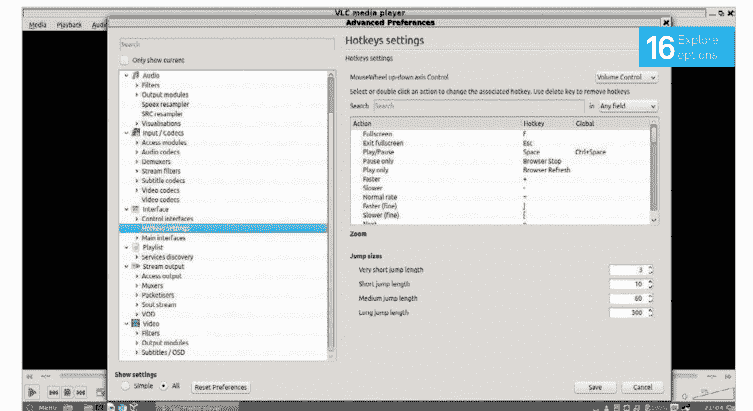 VLC media player
Advanced Preferences
Media Playback Audio
Search
Only show current
Audio
Filters
Output modules
Speex resampler
SRC resampler
Visualisations
Input / Codecs
Access modules
Audio codecs
Demuxers
Stream filters
Subtitle codecs
Video codecs
Video codecs
Interface
Control interfaces
Hotkeys settings
Main interfaces
Playlist
Services discovery
Stream output
Access output
Muxers
Packetisers
Sout stream
VOD
Video
Filters
Output modules
Subtitles / OSD
Show settings
Simple All Reset Preferences
Hotkeys settings
16 Explore options
Hotkeys settings
MouseWheel up-down axis Control Volume Control
Select or double click an action to change the associated hotkey. Use delete key to remove hotkeys
Search Search in Any field
Action Hotkey Global
Fullscreen F
Exit fullscreen Esc
Play/Pause Space Ctrl+Space
Pause only Browser Stop
Play only Browser Refresh
Faster +
Slower -
Normal rate =
Faster (fine) ]
Slower (fine) [
Zoom
Jump sizes
Very short jump length 3
Short jump length 10
Medium jump length 60
Long jump length 300
Save Cancel
Menu
21:04